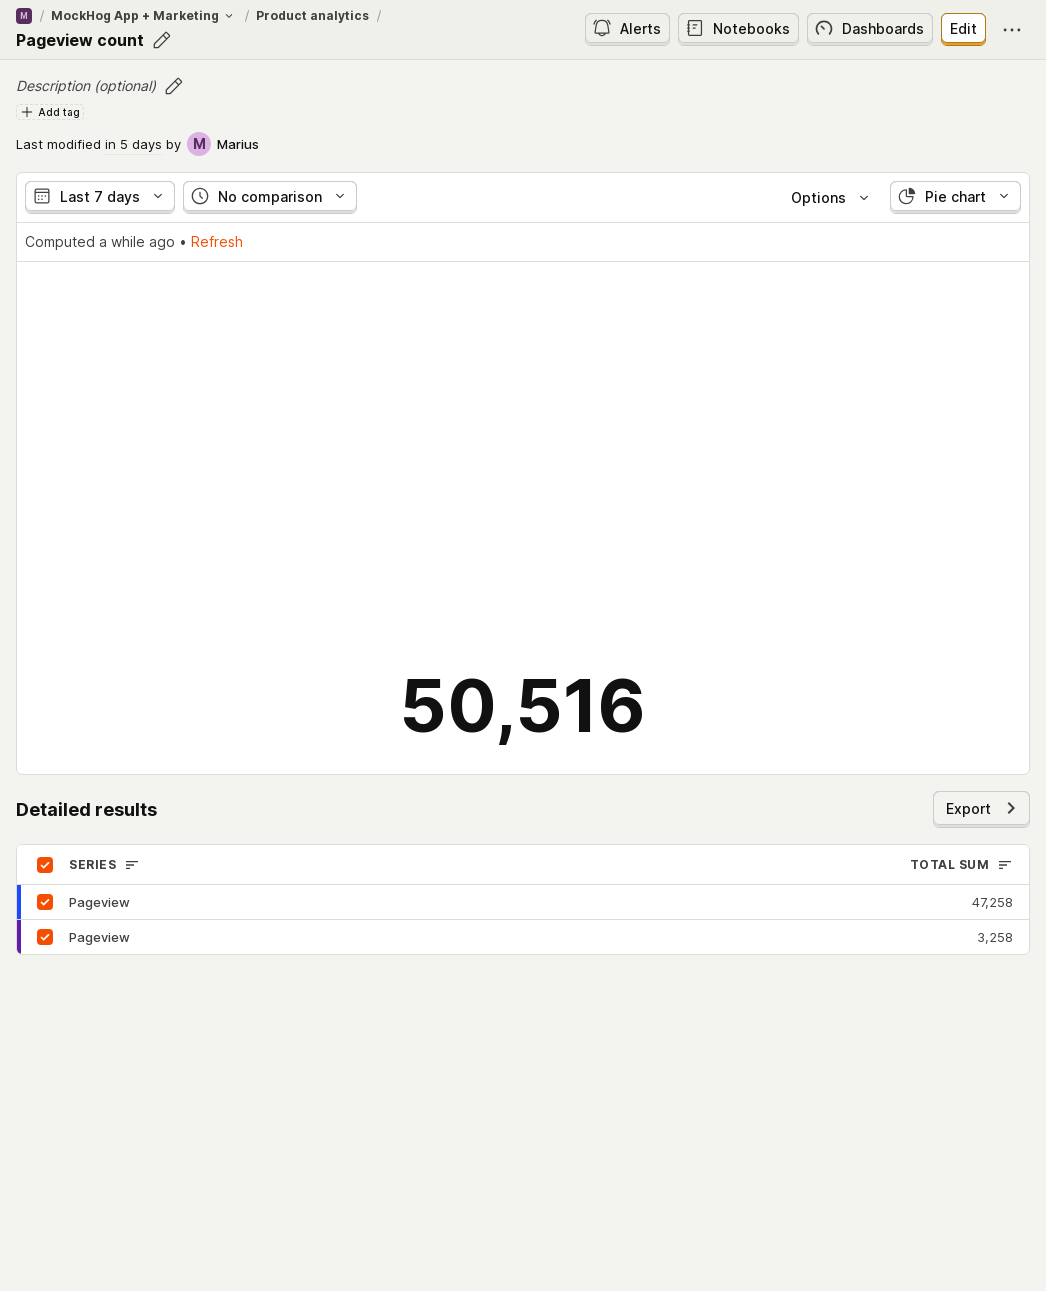 M / MockHog App + Marketing / Product analytics /
Pageview count
Alerts
Notebooks
Dashboards
Edit
Description (optional)
Add tag
Last modified in 5 days by M Marius
Last 7 days
No comparison
Options
Pie chart
Computed a while ago • Refresh
50,516
Detailed results
Export
SERIES TOTAL SUM
Pageview 47,258
Pageview 3,258